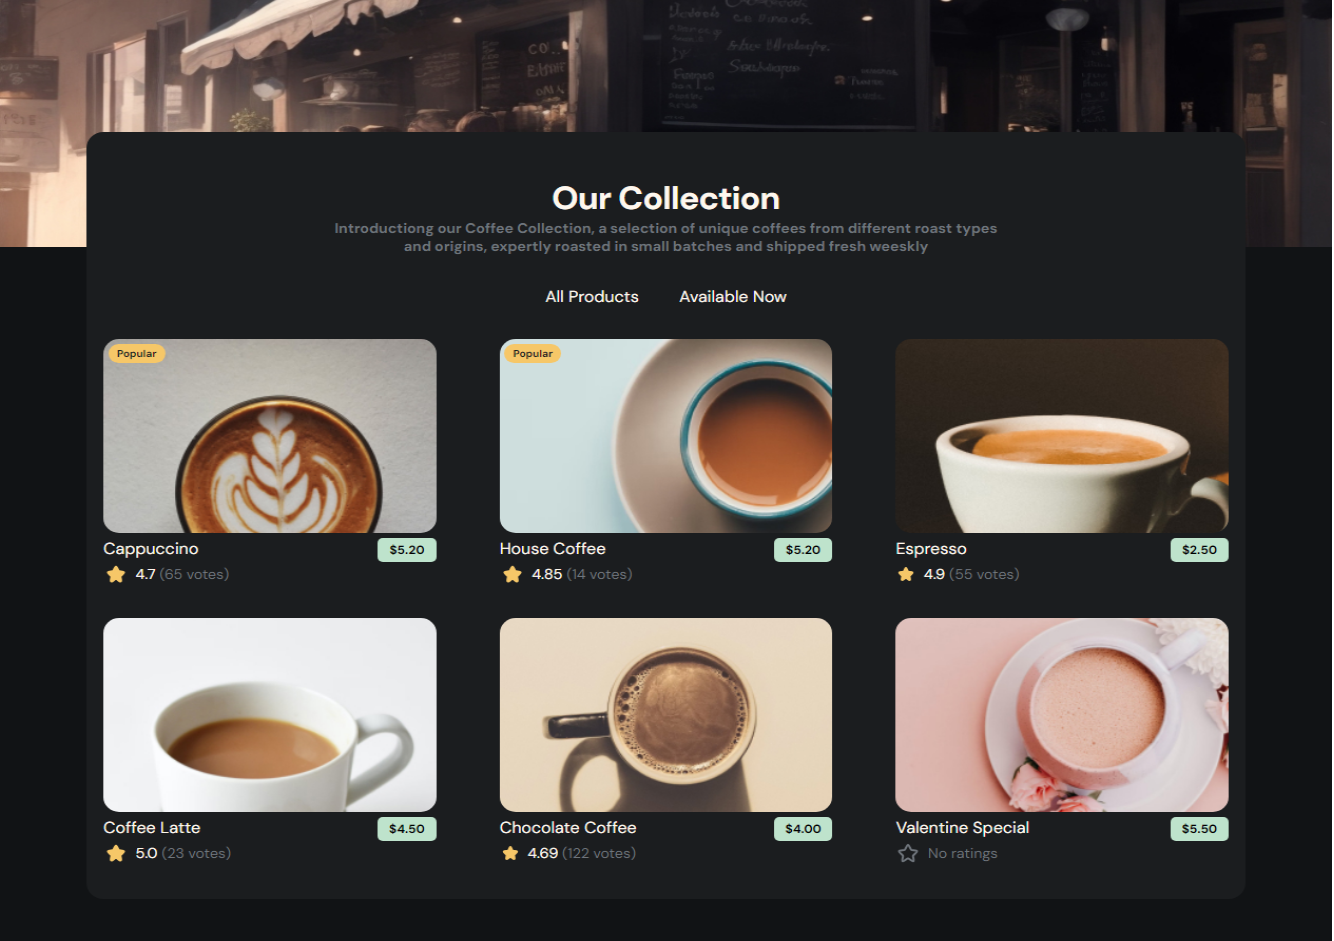 Our Collection
Introductiong our Coffee Collection, a selection of unique coffees from different roast types
and origins, expertly roasted in small batches and shipped fresh weeskly
All Products Available Now
Popular
Popular
Cappuccino $5.20
4.7 (65 votes)
House Coffee $5.20
4.85 (14 votes)
Espresso $2.50
4.9 (55 votes)
Coffee Latte $4.50
5.0 (23 votes)
Chocolate Coffee $4.00
4.69 (122 votes)
Valentine Special $5.50
No ratings